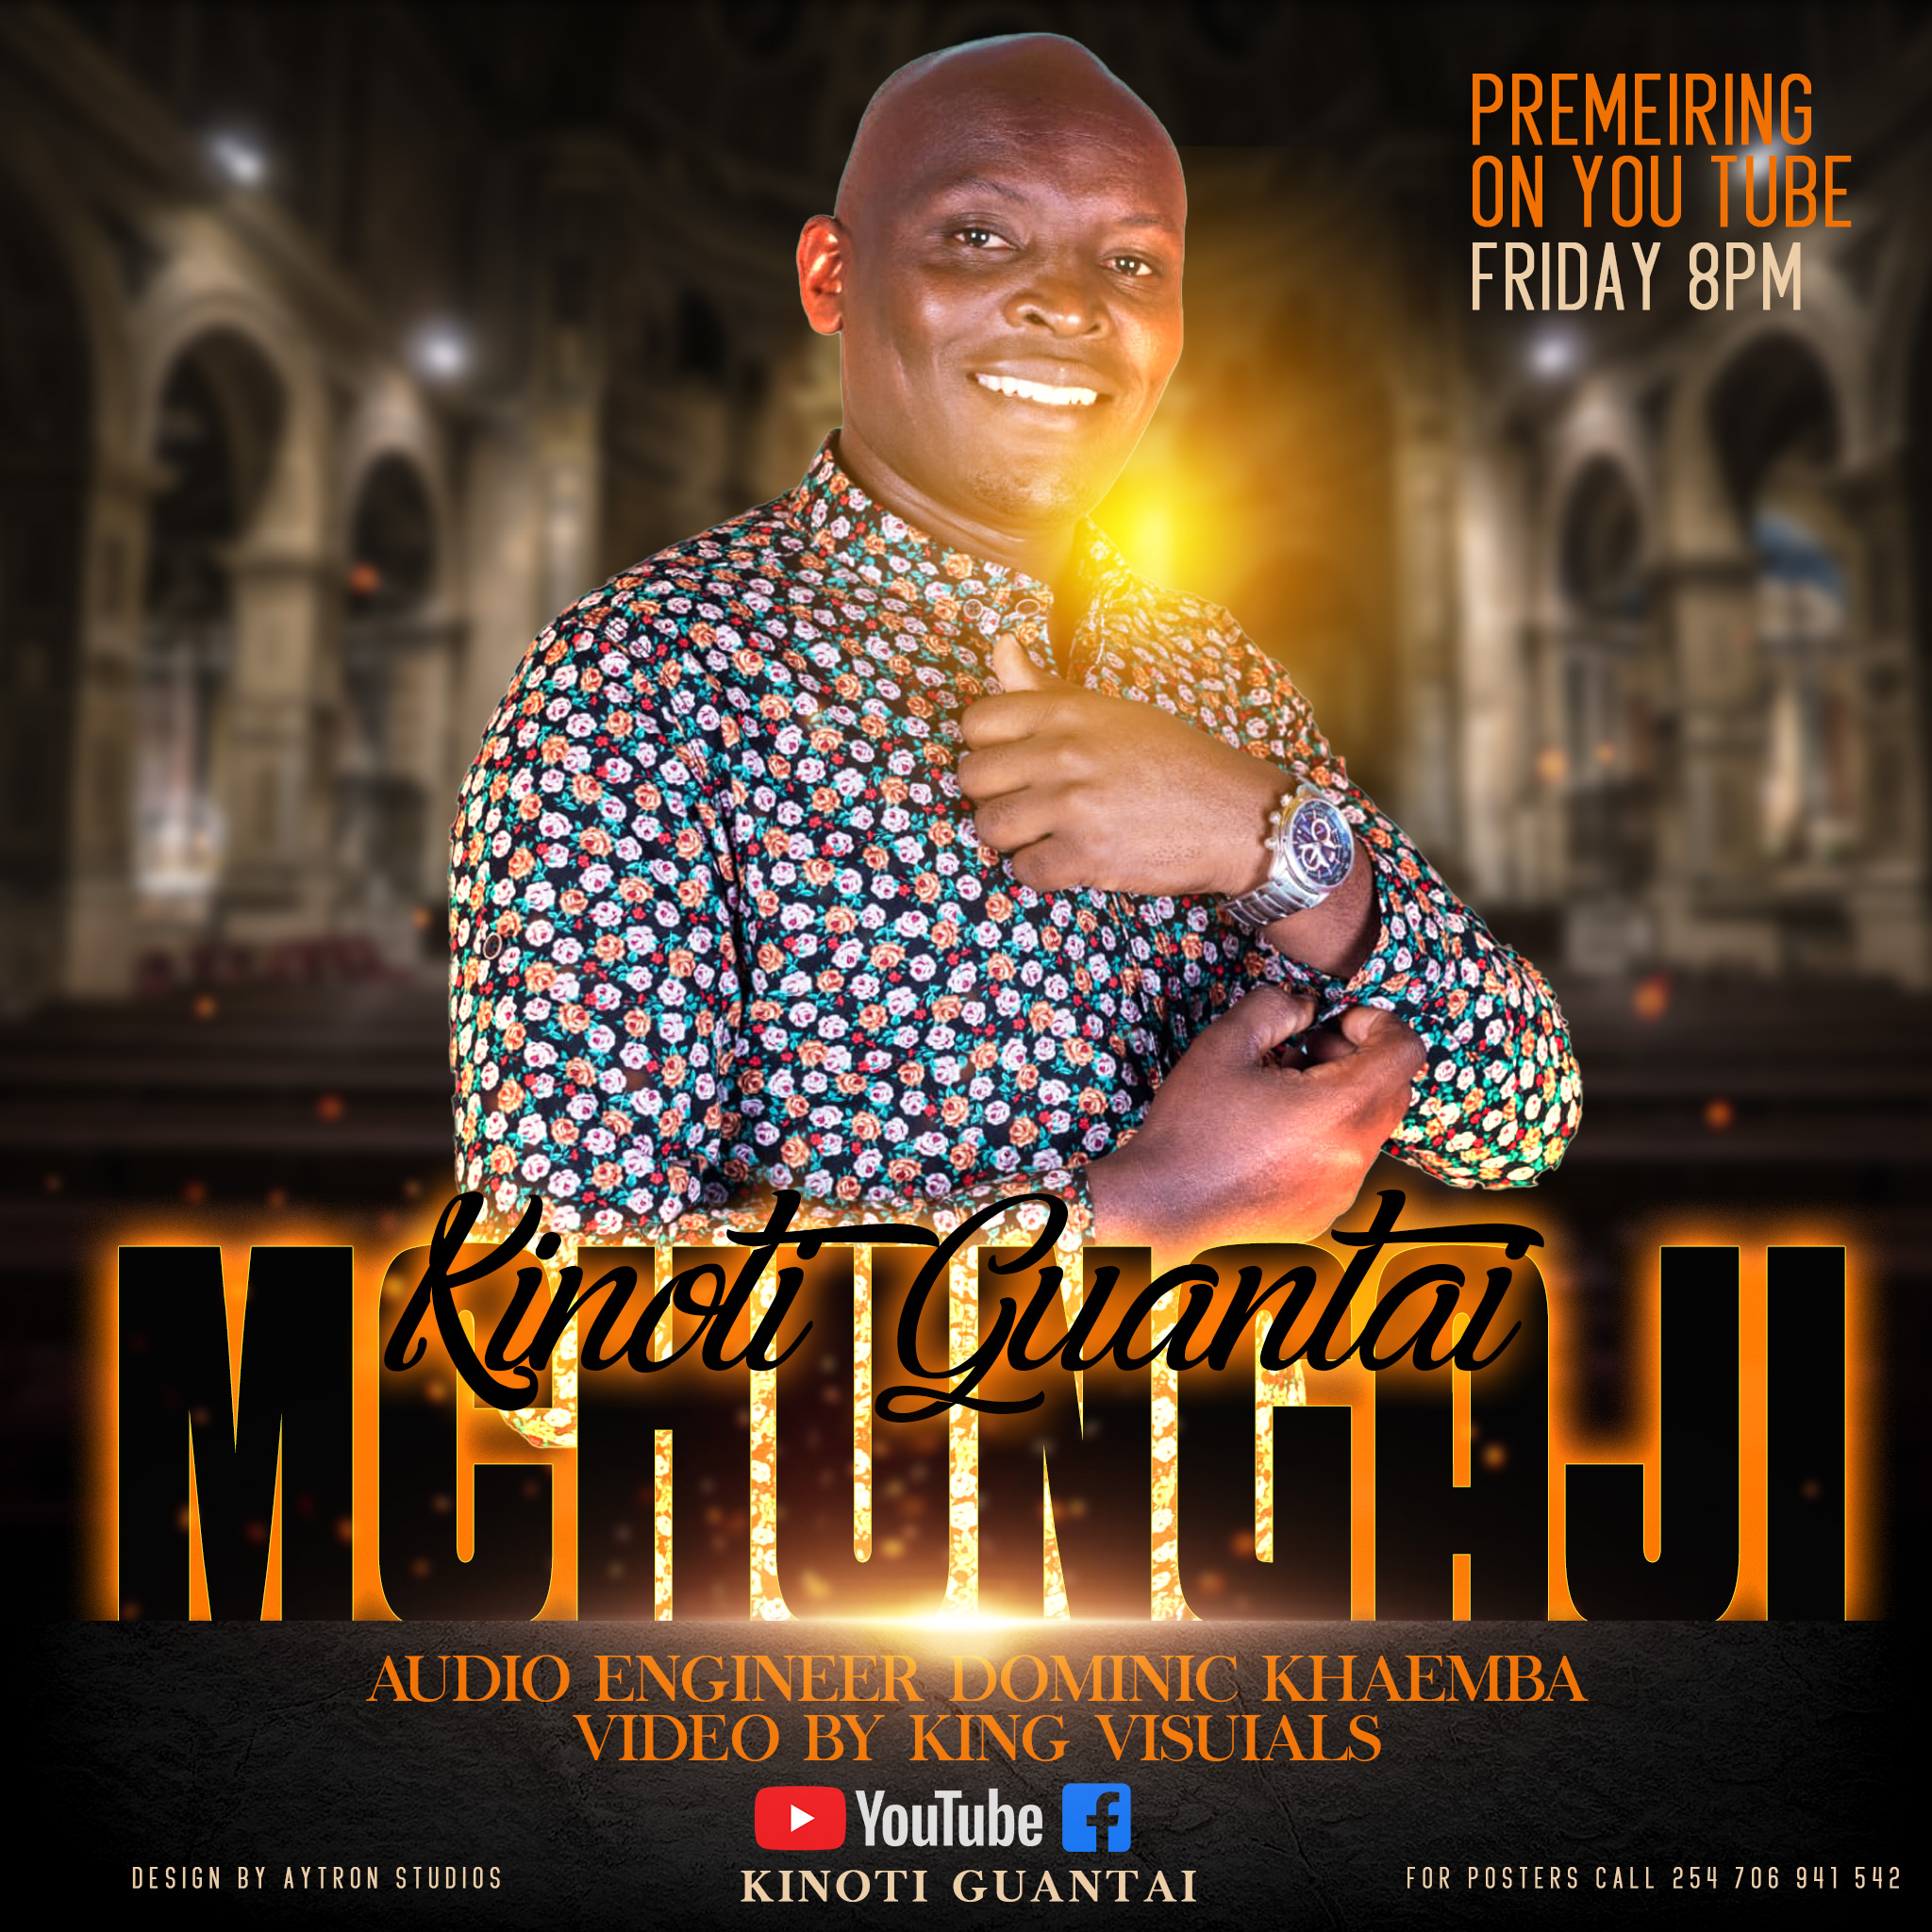 PREMEIRING
ON YOU TUBE
FRIDAY 8PM
Kinoti Guantai
MCHUNGAJI
AUDIO ENGINEER DOMINIC KHAEMBA
VIDEO BY KING VISUIALS
YouTube f
KINOTI GUANTAI
DESIGN BY AYTRON STUDIOS
FOR POSTERS CALL 254 706 941 542